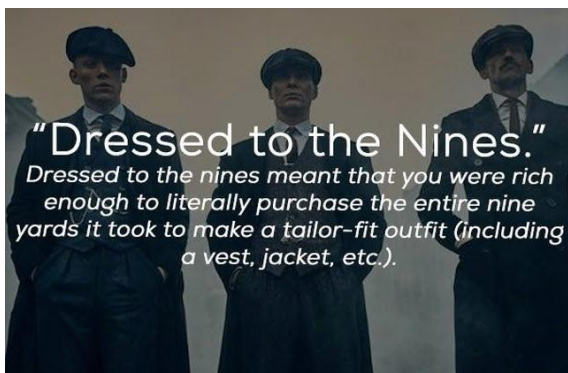 "Dressed to the Nines."
Dressed to the nines meant that you were rich
enough to literally purchase the entire nine
yards it took to make a tailor-fit outfit (including
a vest, jacket, etc.).